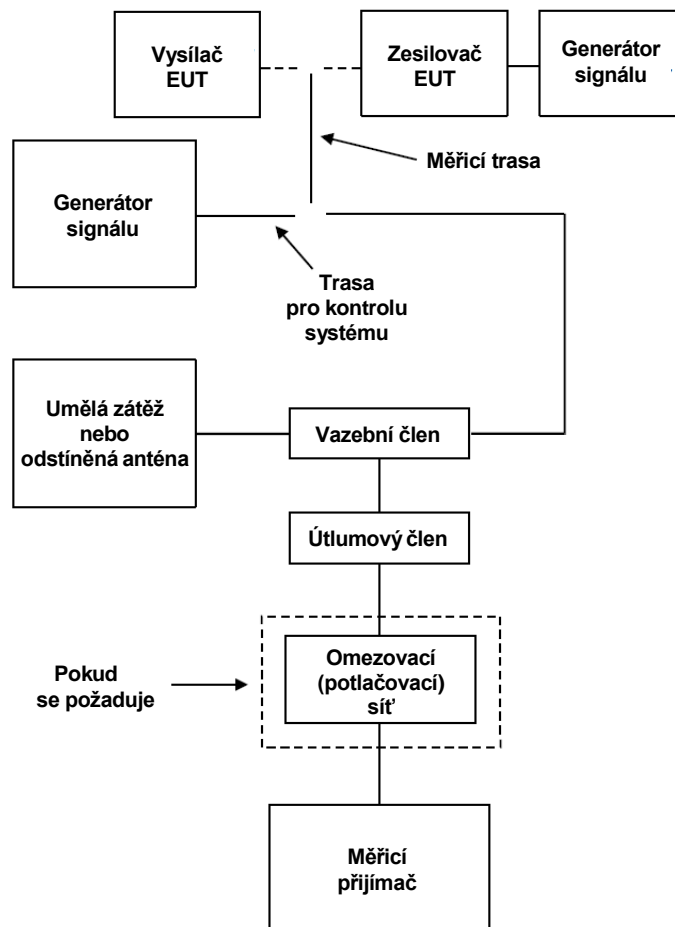 Vysílač
EUT
Zesilovač
EUT
Generátor
signálu
Měřicí trasa
Generátor
signálu
Trasa
pro kontrolu
systému
Umělá zátěž
nebo
odstíněná anténa
Vazební člen
Útlumový člen
Pokud
se požaduje
Omezovací
(potlačovací)
síť
Měřicí
přijímač